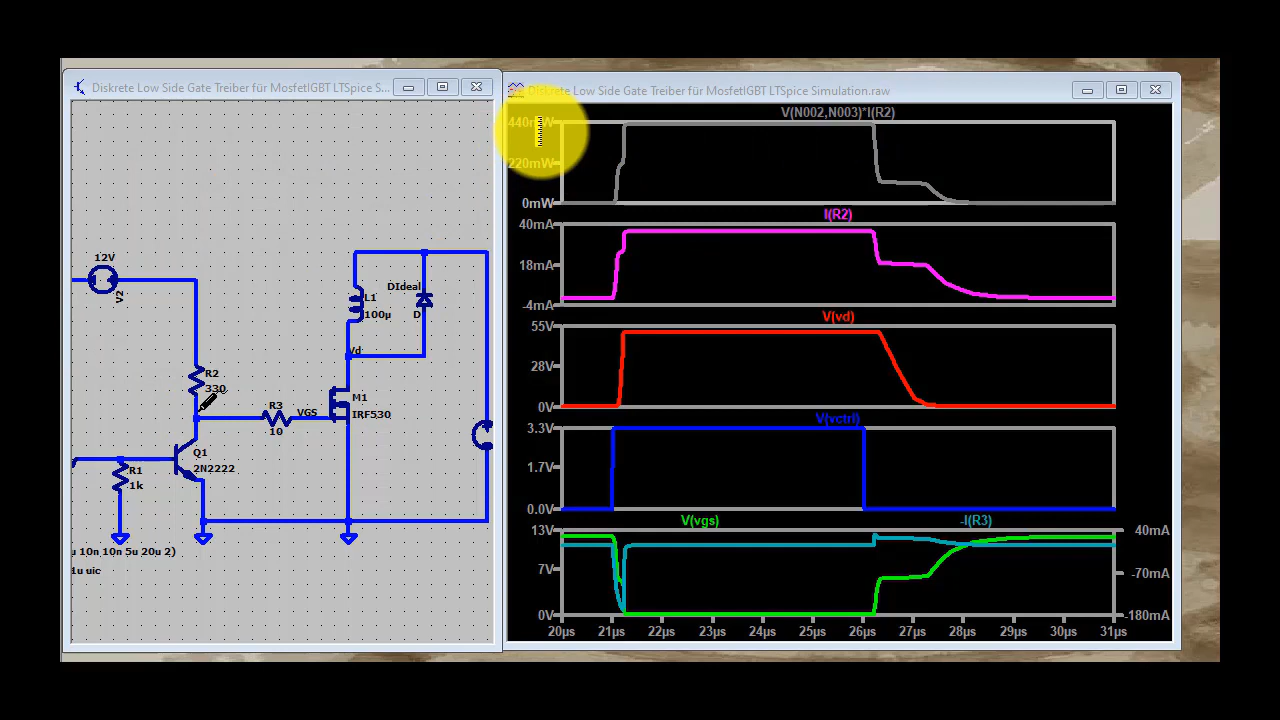 Diskrete Low Side Gate Treiber für MosfetIGBT LTSpice S...
12V
V2
R2
330
R1
1k
Q1
2N2222
R3
10
VGS
L1
100µ
Vd
DIdeal
D
M1
IRF530
µ 10n 10n 5u 20u 2)
1u uic
Diskrete Low Side Gate Treiber für MosfetIGBT LTSpice Simulation.raw
V(N002,N003)*I(R2)
440mW
220mW
0mW
I(R2)
40mA
18mA
-4mA
V(vd)
55V
28V
0V
V(vctrl)
3.3V
1.7V
0.0V
V(vgs) -I(R3)
13V 40mA
7V -70mA
0V -180mA
20µs 21µs 22µs 23µs 24µs 25µs 26µs 27µs 28µs 29µs 30µs 31µs